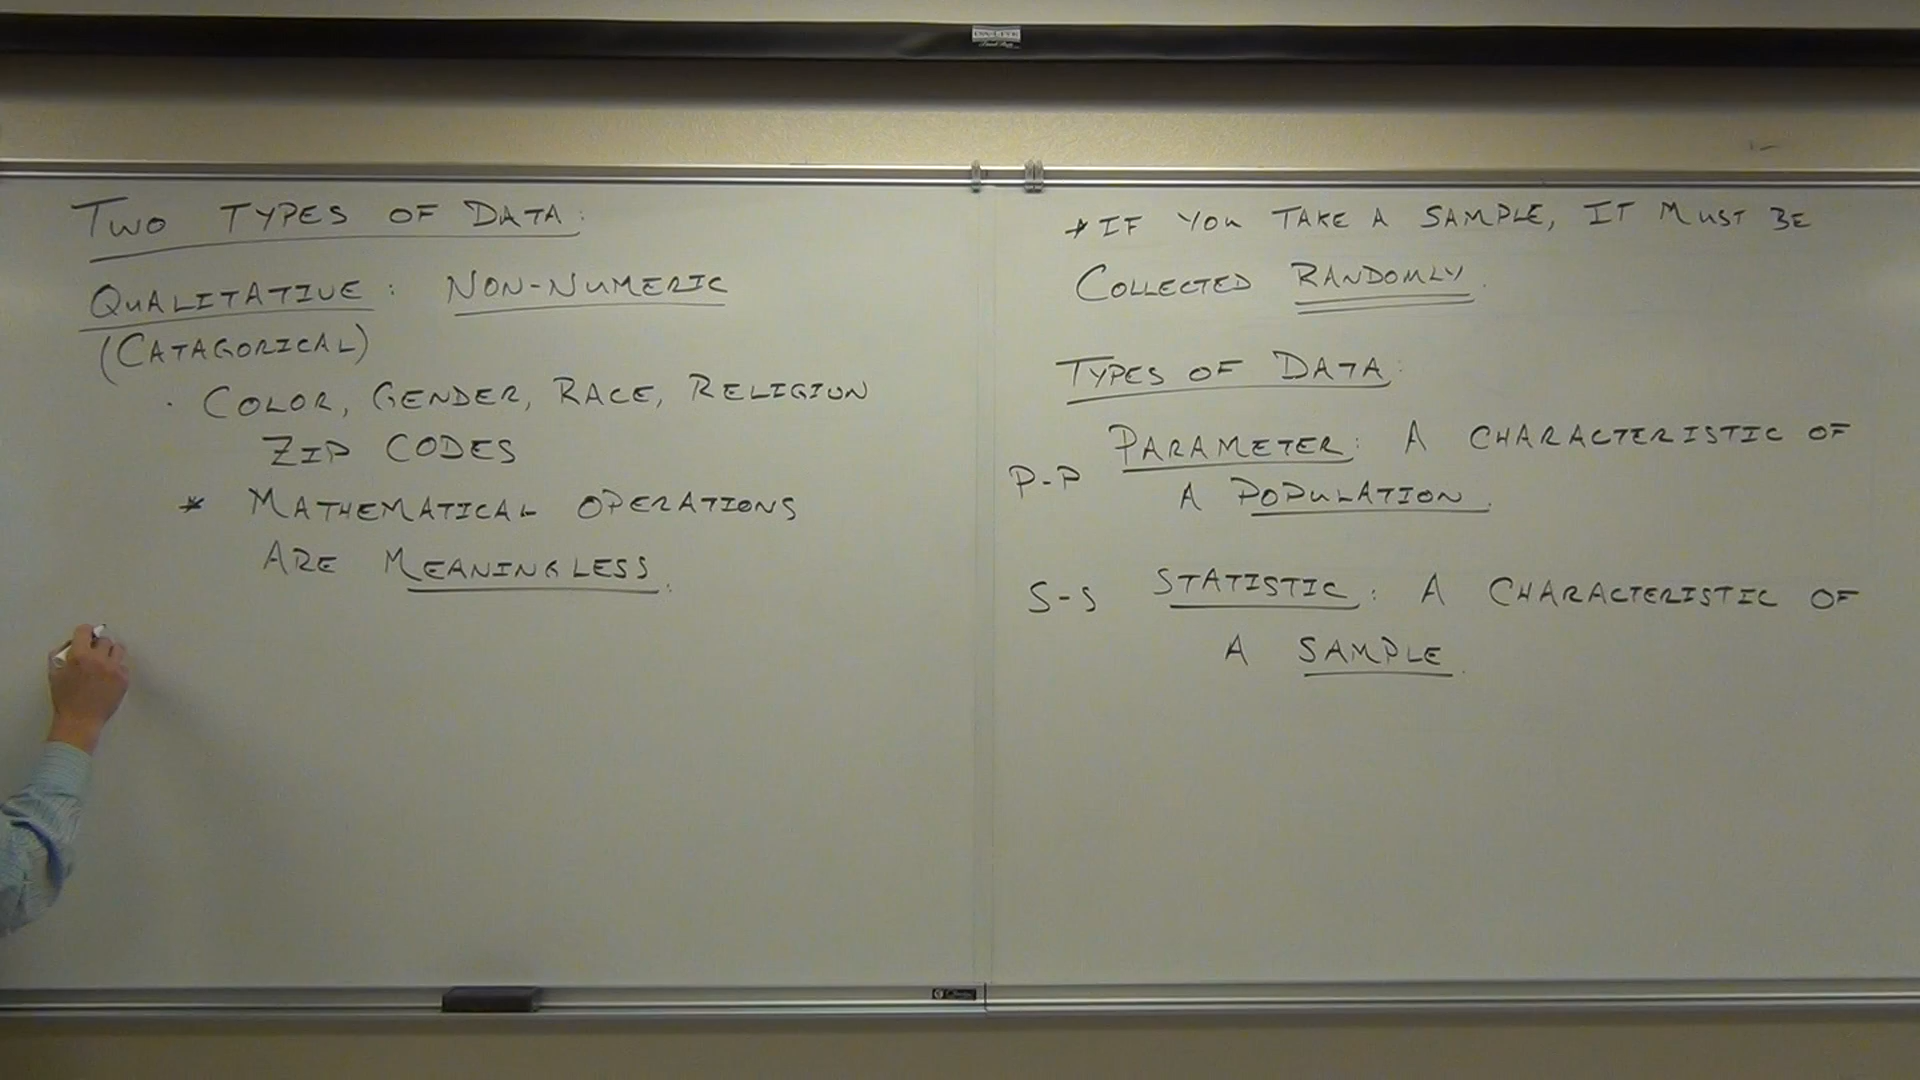 DA-LITE
TWO TYPES OF DATA:
QUALITATIVE: NON-NUMERIC
(CATAGORICAL)
· COLOR, GENDER, RACE, RELIGION
ZIP CODES
* MATHEMATICAL OPERATIONS
ARE MEANINGLESS.
* IF YOU TAKE A SAMPLE, IT MUST BE
COLLECTED RANDOMLY.
TYPES OF DATA:
PARAMETER: A CHARACTERISTIC OF
P-P
A POPULATION.
S-S STATISTIC: A CHARACTERISTIC OF
A SAMPLE.